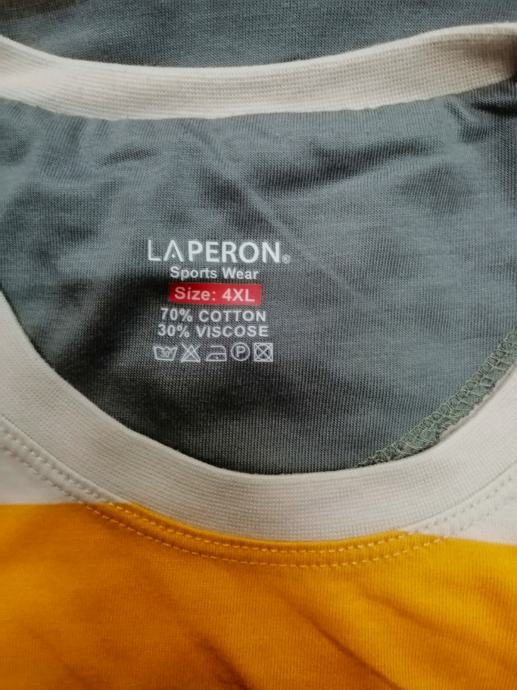 LAPERON®
Sports Wear
Size: 4XL
70% COTTON
30% VISCOSE